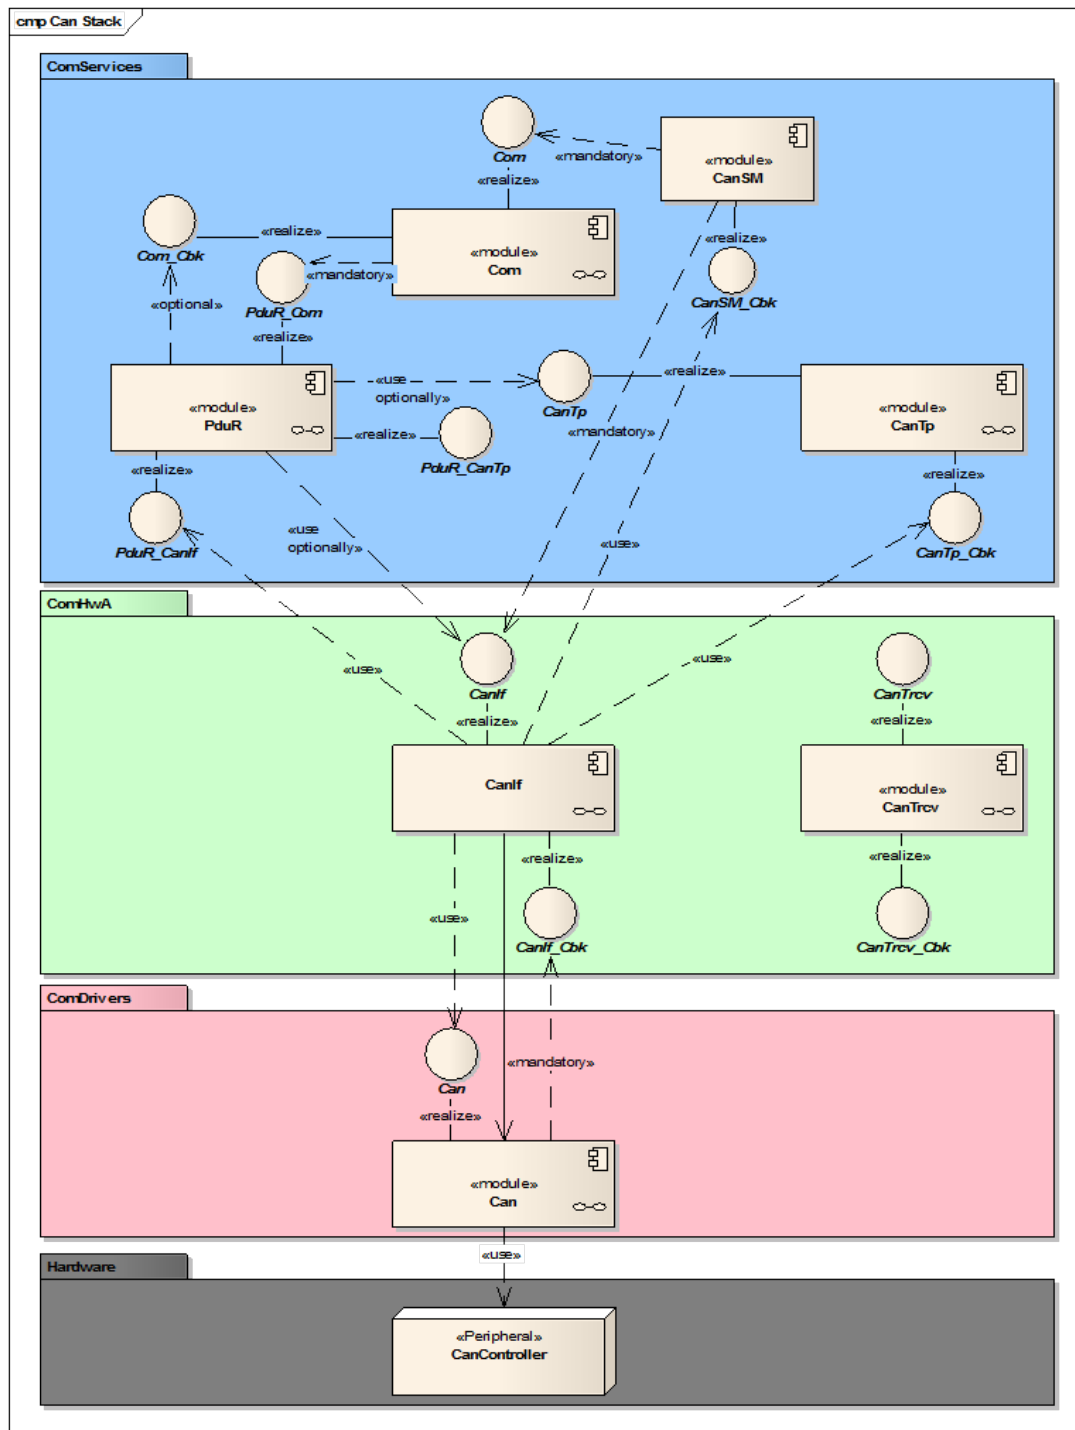 cmp Can Stack
ComServices
Com
«mandatory»
«module»
CanSM
«realize»
Com_Cbk
«realize»
«module»
Com
«mandatory»
PduR_Com
«realize»
CanSM_Cbk
«optional»
«realize»
«module»
PduR
«use
optionally»
CanTp
«realize»
«module»
CanTp
«realize»
PduR_CanTp
«mandatory»
«realize»
PduR_CanIf
«use
optionally»
«use»
«realize»
CanTp_Cbk
ComHwA
«use»
CanIf
«realize»
«use»
CanTrcv
«realize»
CanIf
«module»
CanTrcv
«realize»
«realize»
«use»
CanIf_Cbk
CanTrcv_Cbk
ComDrivers
Can
«mandatory»
«realize»
«module»
Can
«use»
Hardware
«Peripheral»
CanController